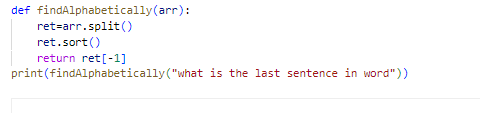 def findAlphabetically(arr):
    ret=arr.split()
    ret.sort()
    return ret[-1]
print(findAlphabetically("what is the last sentence in word"))